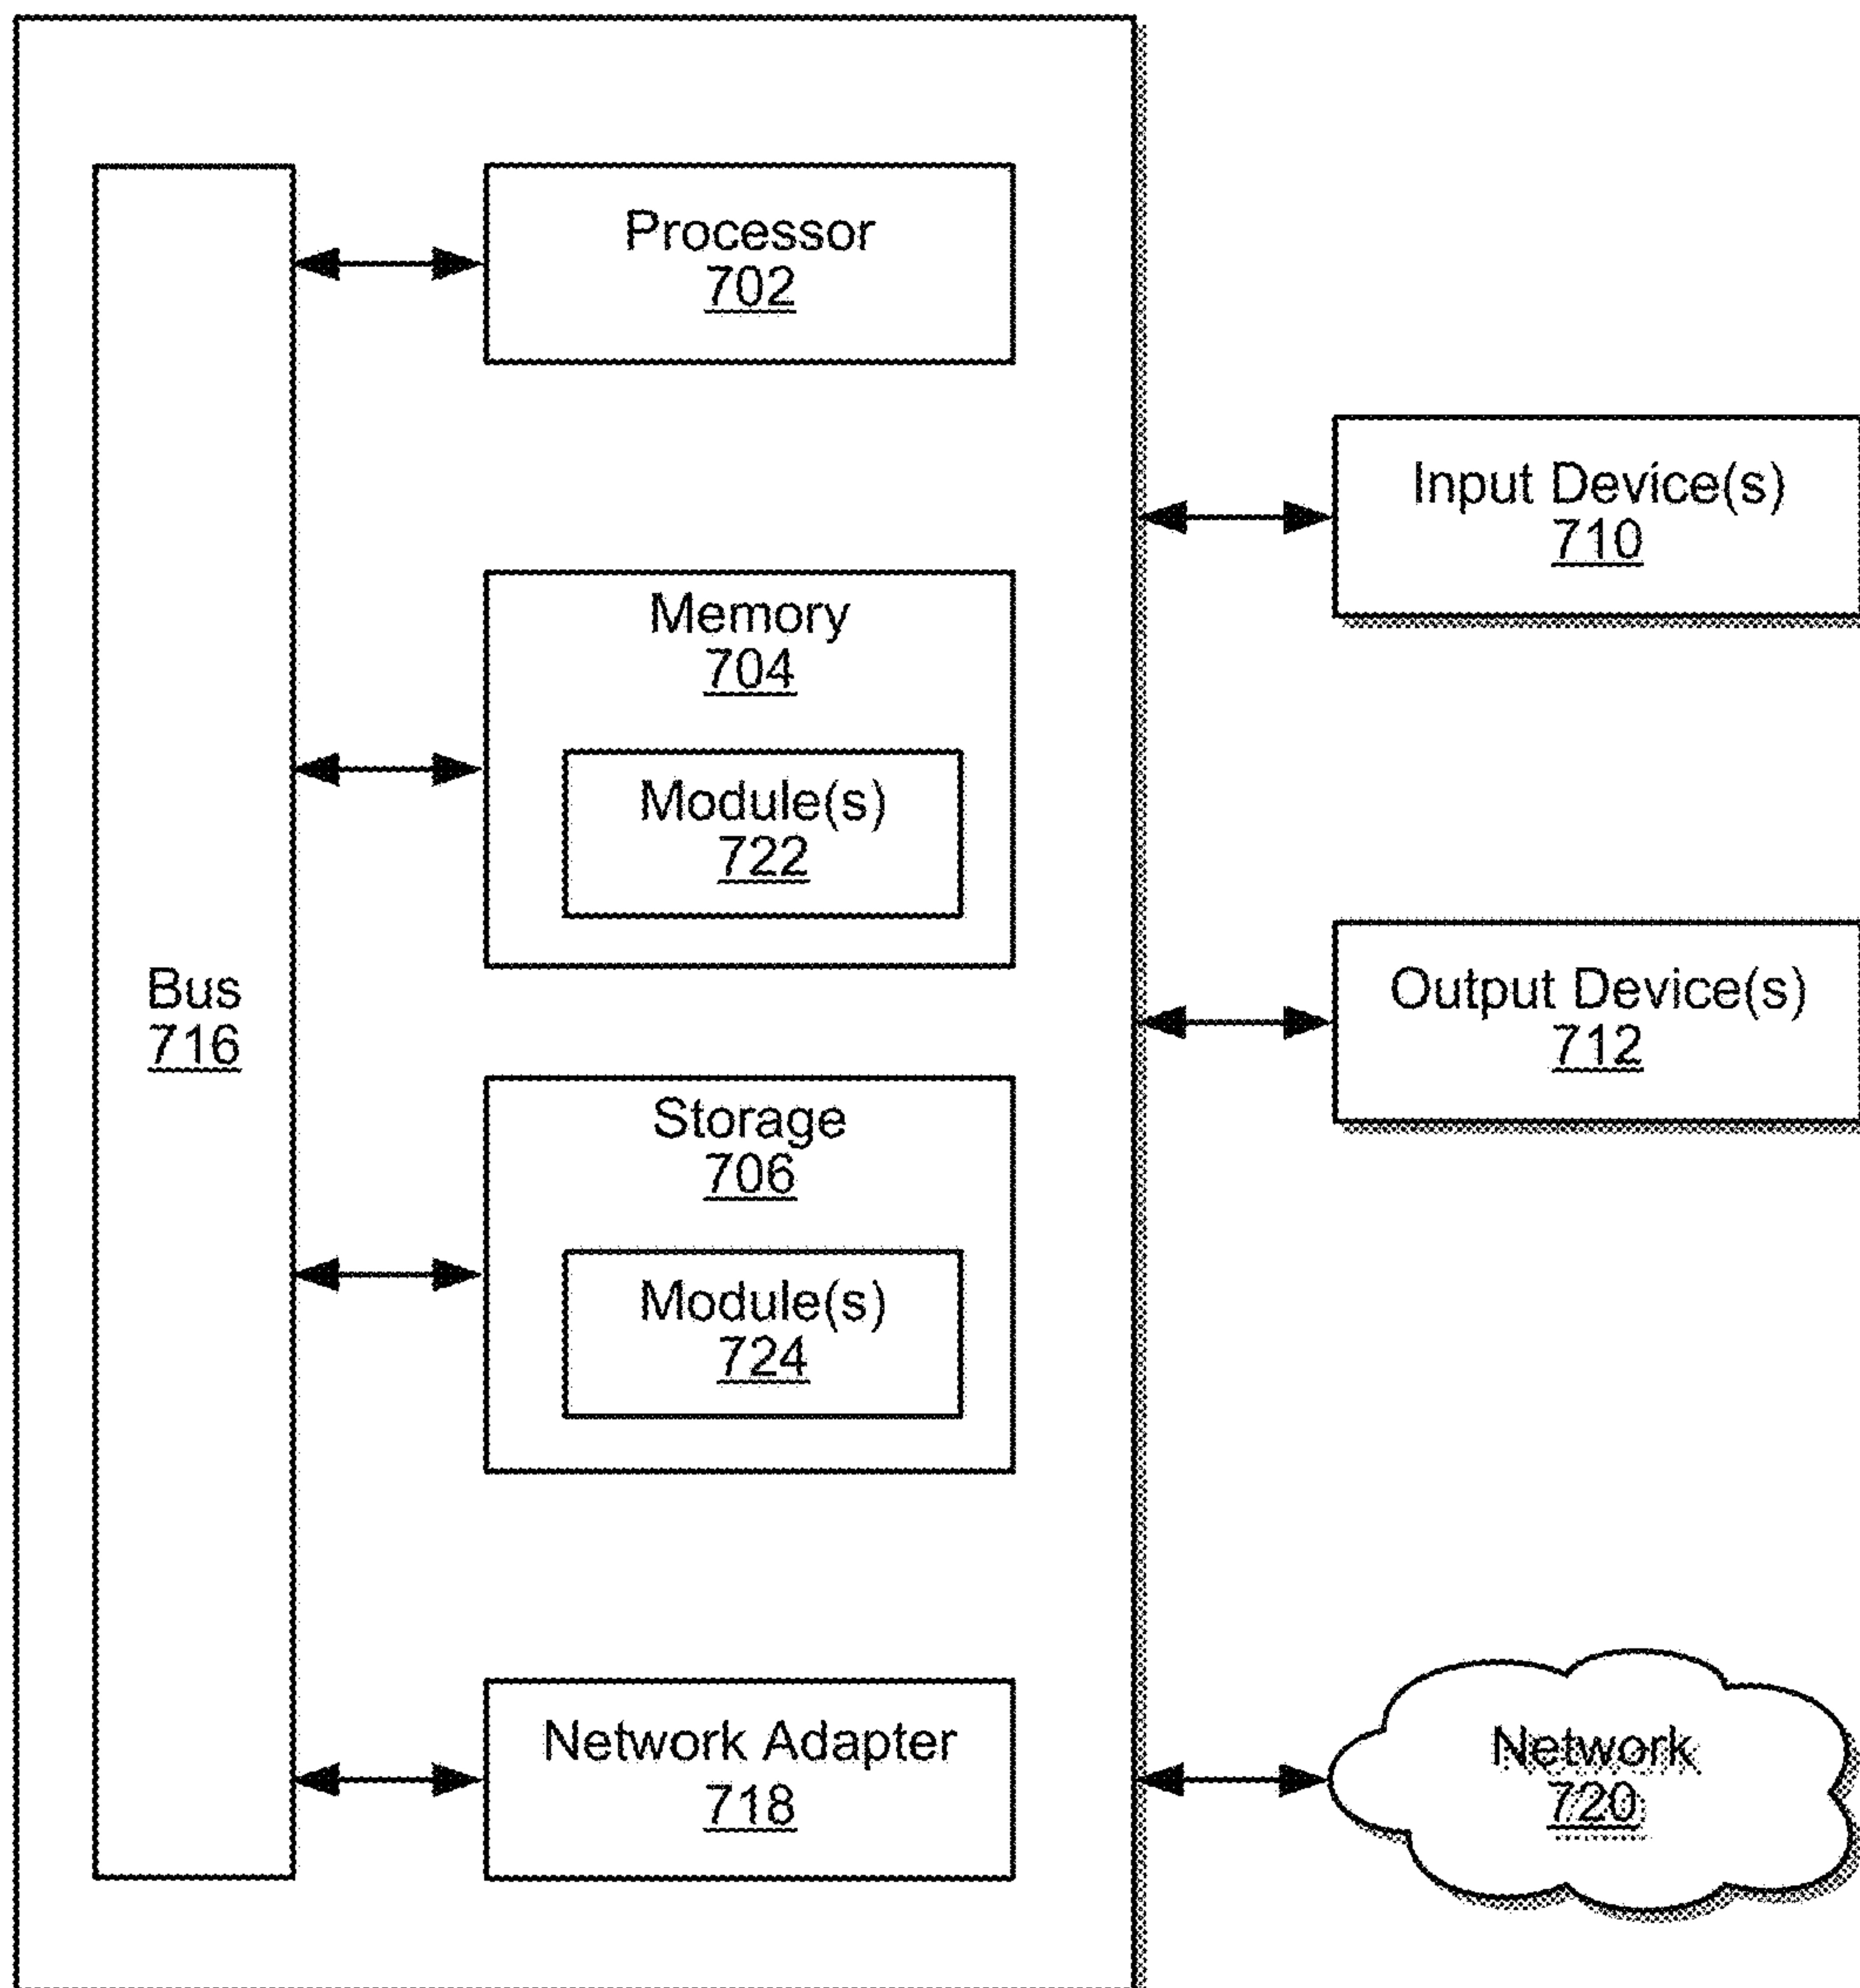 Processor
702
Memory
704
Module(s)
722
Bus
716
Storage
706
Module(s)
724
Network Adapter
718
Input Device(s)
710
Output Device(s)
712
Network
720